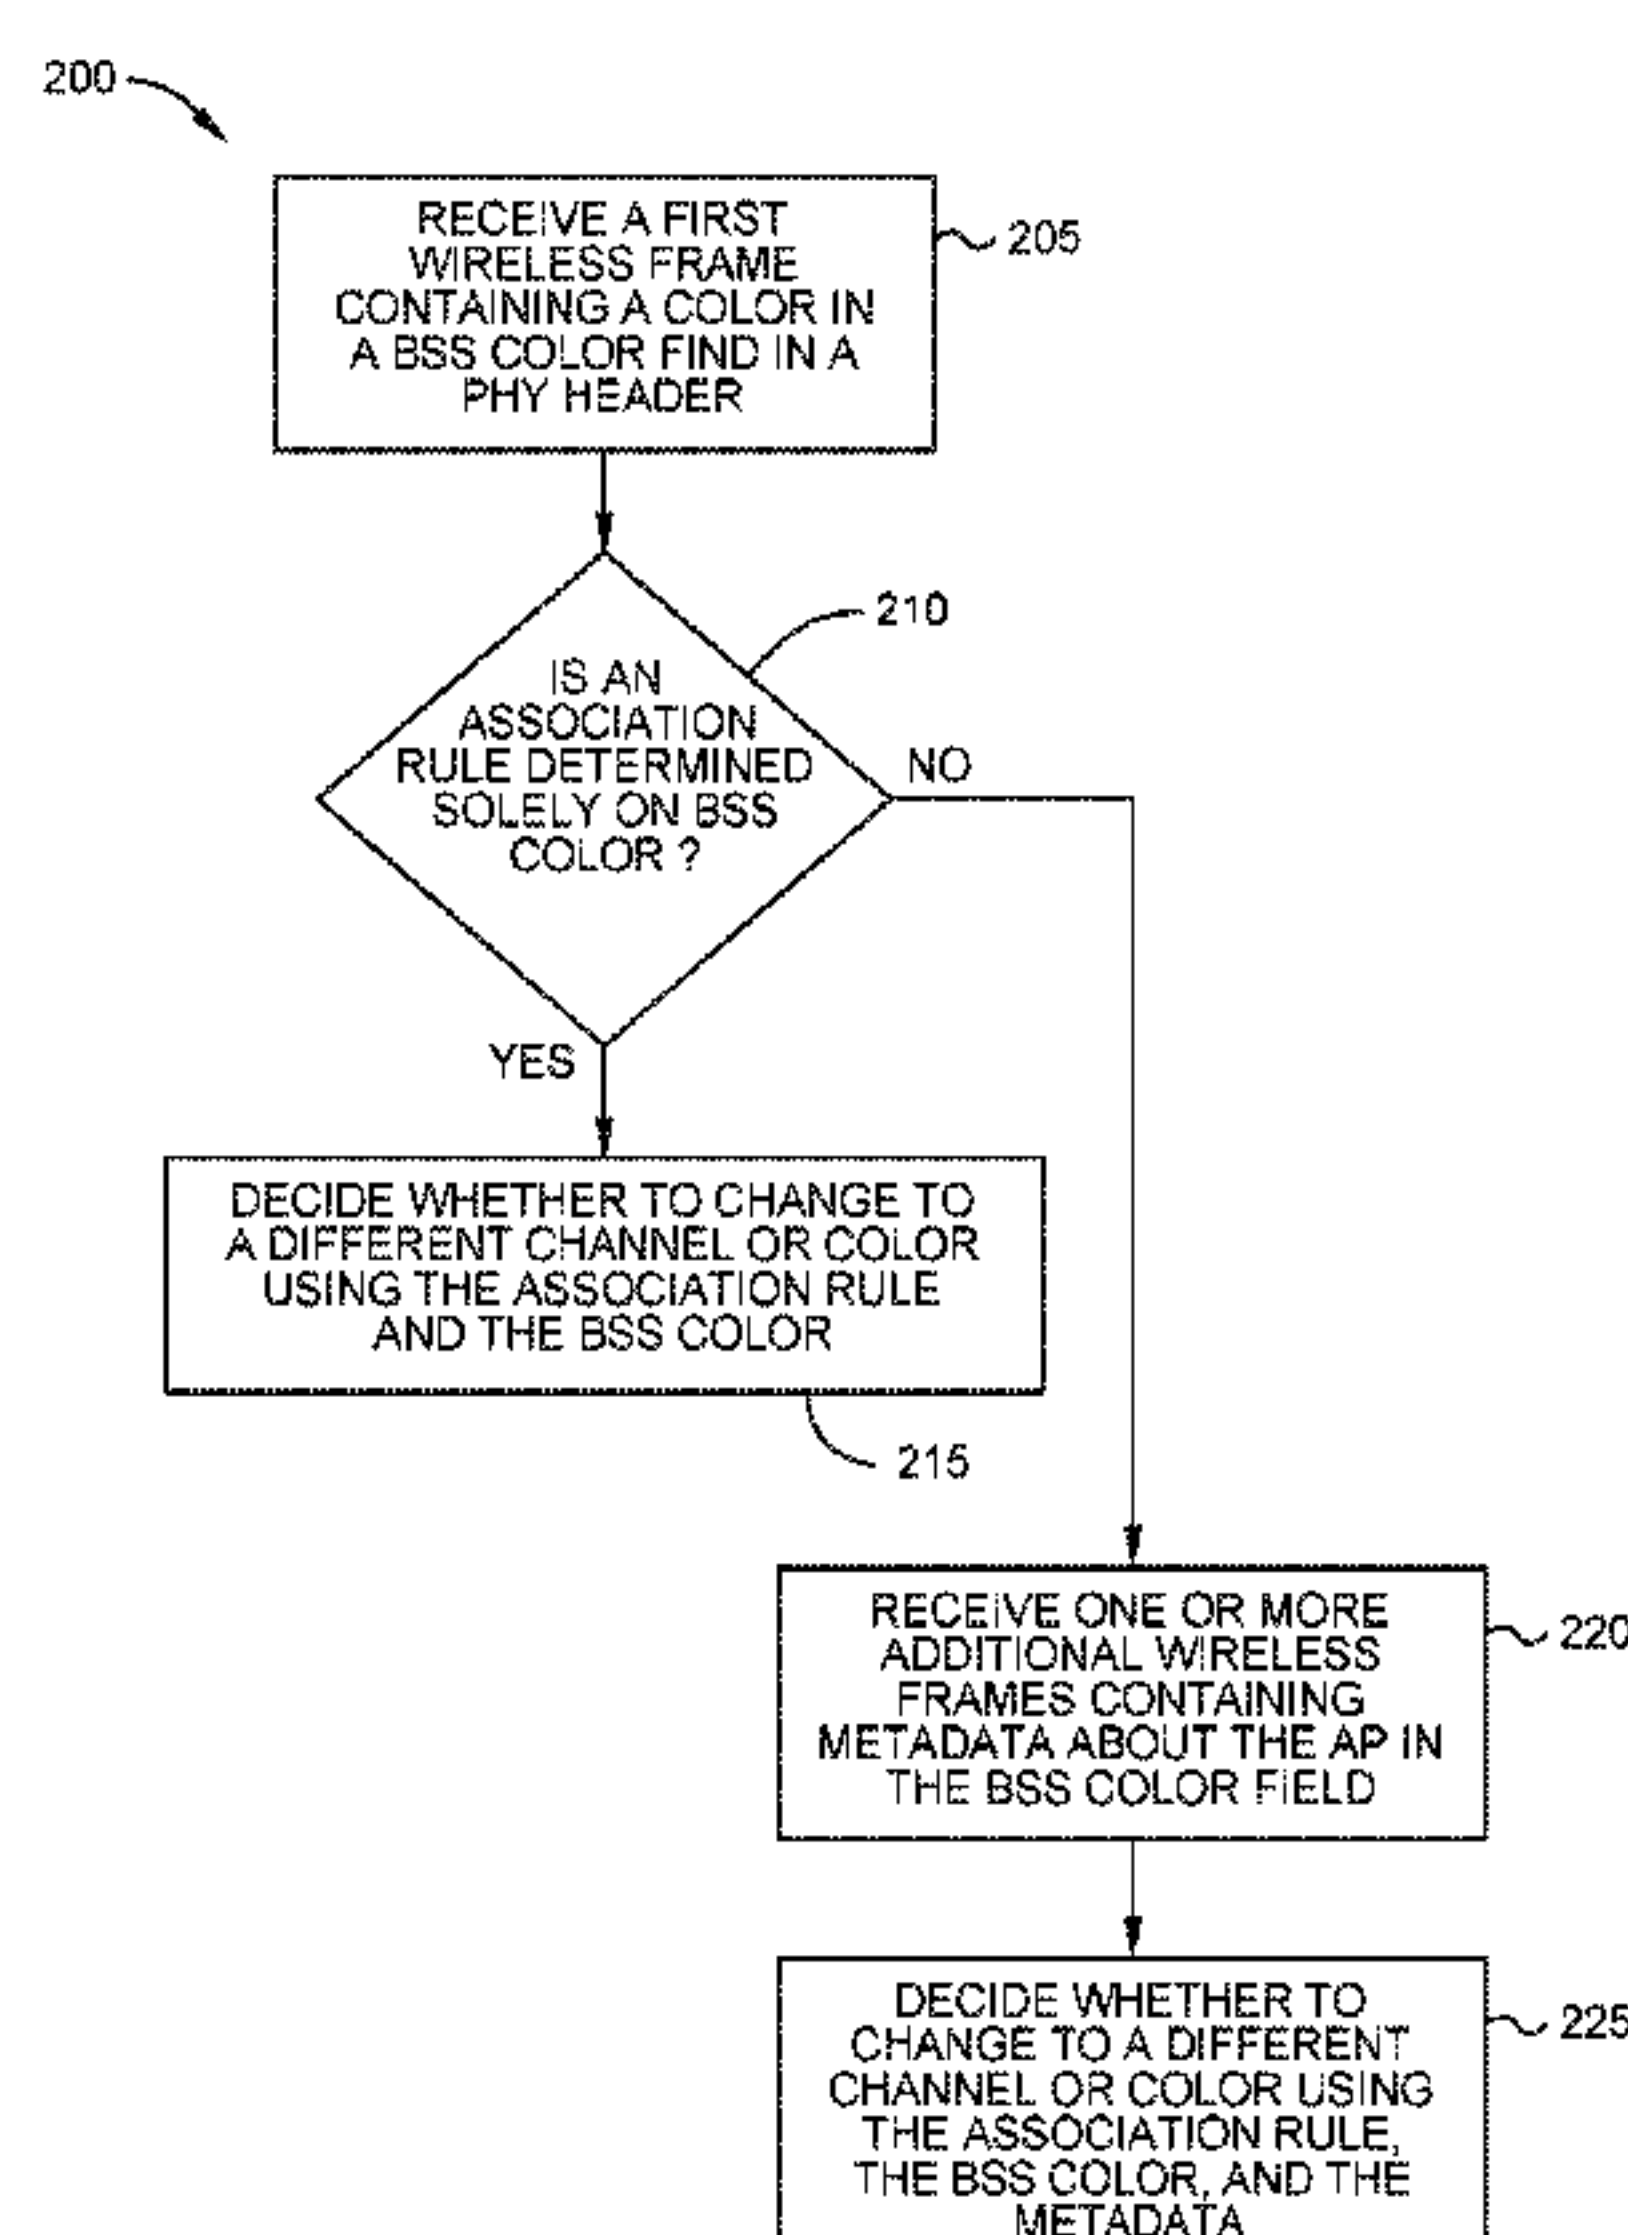 200
RECEIVE A FIRST
WIRELESS FRAME
CONTAINING A COLOR IN
A BSS COLOR FIND IN A
PHY HEADER
205
210
IS AN
ASSOCIATION
RULE DETERMINED
SOLELY ON BSS
COLOR ?
NO
YES
DECIDE WHETHER TO CHANGE TO
A DIFFERENT CHANNEL OR COLOR
USING THE ASSOCIATION RULE
AND THE BSS COLOR
215
RECEIVE ONE OR MORE
ADDITIONAL WIRELESS
FRAMES CONTAINING
METADATA ABOUT THE AP IN
THE BSS COLOR FIELD
220
DECIDE WHETHER TO
CHANGE TO A DIFFERENT
CHANNEL OR COLOR USING
THE ASSOCIATION RULE,
THE BSS COLOR, AND THE
METADATA
225